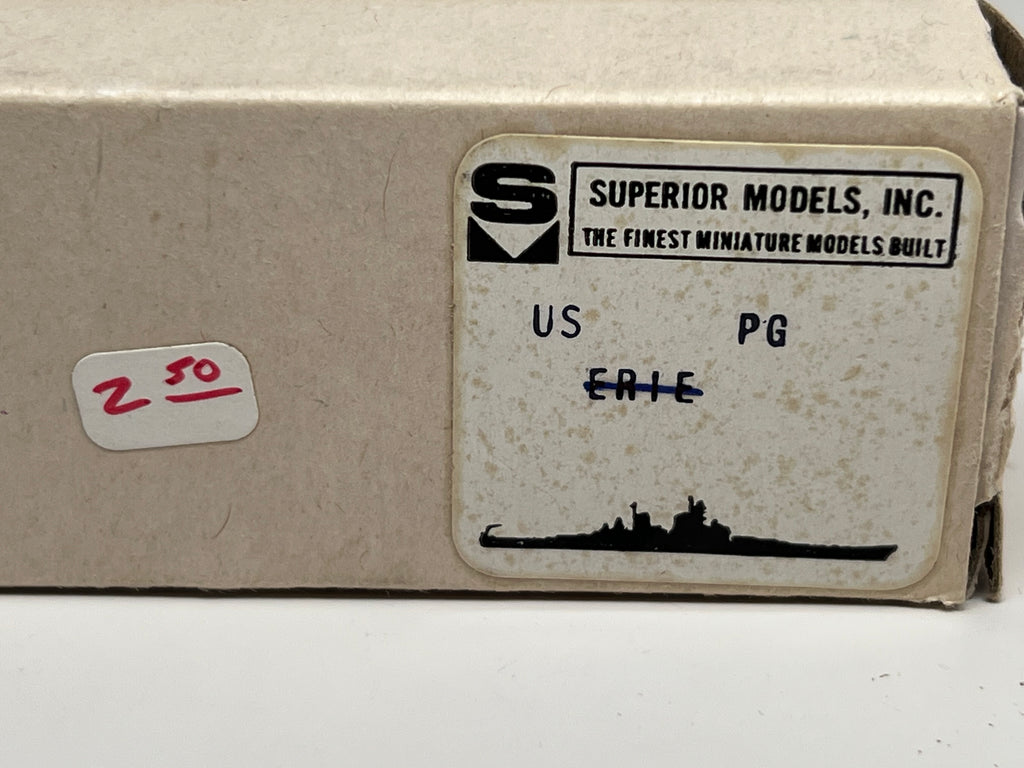 S
SUPERIOR MODELS, INC.
THE FINEST MINIATURE MODELS BUILT
US PG
ERIE
2 50